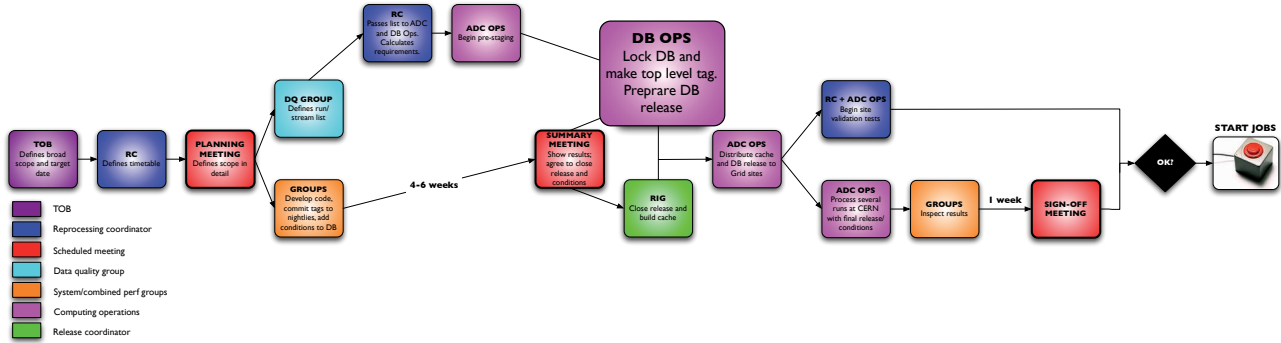 TOB
Defines broad
scope and target
date
RC
Defines timetable
PLANNING
MEETING
Defines scope in
detail
DQ GROUP
Defines run/
stream list
GROUPS
Develop code,
commit tags to
nightlies, add
conditions to DB
RC
Passes list to ADC
and DB Ops.
Calculates
requirements.
ADC OPS
Begin pre-staging
4-6 weeks
DB OPS
Lock DB and
make top level tag.
Preprare DB
release
SUMMARY
MEETING
Show results;
agree to close
release and
conditions
RIG
Close release and
build cache
ADC OPS
Distribute cache
and DB release to
Grid sites
RC + ADC OPS
Begin site
validation tests
ADC OPS
Process several
runs at CERN
with final release/
conditions
GROUPS
Inspect results
1 week
SIGN-OFF
MEETING
OK?
START JOBS
TOB
Reprocessing coordinator
Scheduled meeting
Data quality group
System/combined perf groups
Computing operations
Release coordinator